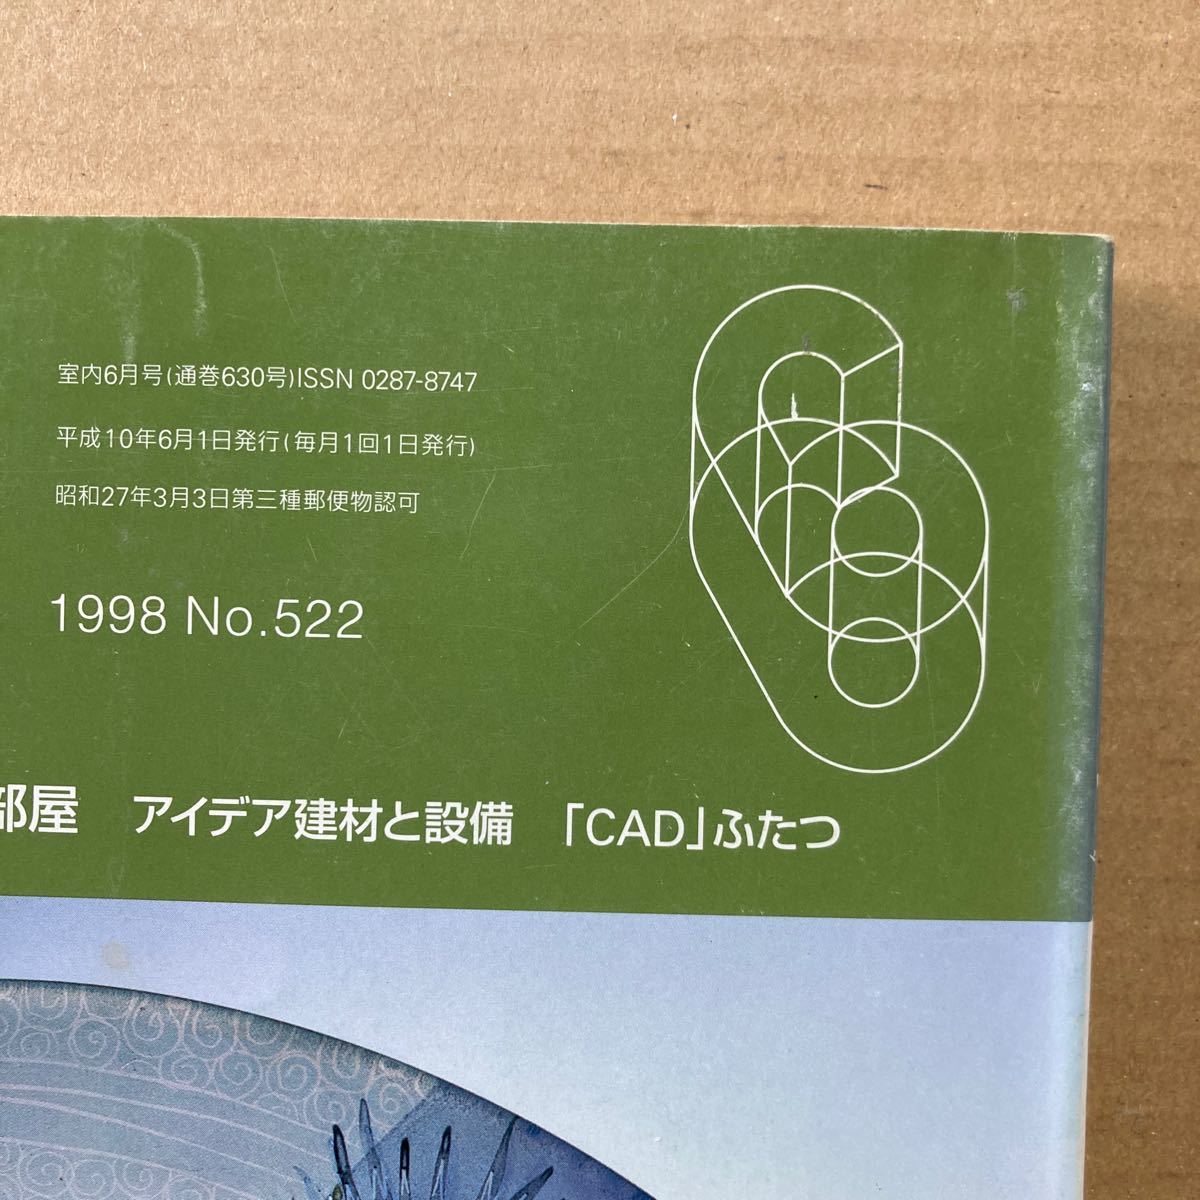 室内6月号(通巻630号)ISSN 0287-8747
平成10年6月1日発行(毎月1回1日発行)
昭和27年3月3日第三種郵便物認可
1998 No.522
部屋 アイデア建材と設備 「CAD」ふたつ
6